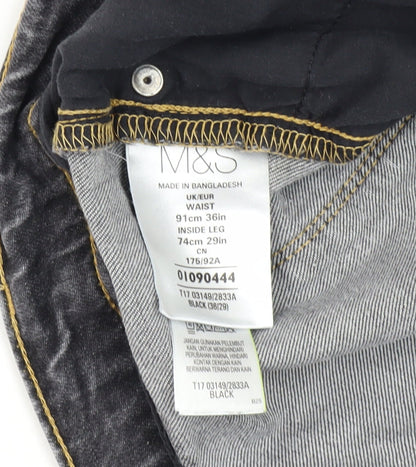 M&S
MADE IN BANGLADESH
UK/EUR
WAIST
91cm 36in
INSIDE LEG
74cm 29in
CN
175/92A
01090444
T17 03149/2833A
BLACK (36/29)
JANGAN GUNAKAN PELEMBUT
KAIN, UNTUK MENGHINDARI
PERUBAHAN WARNA, HINDARI
KONTAK DENGAN KAIN
BERWARNA TERANG DAN KAIN
T17 03149/2833A
BLACK